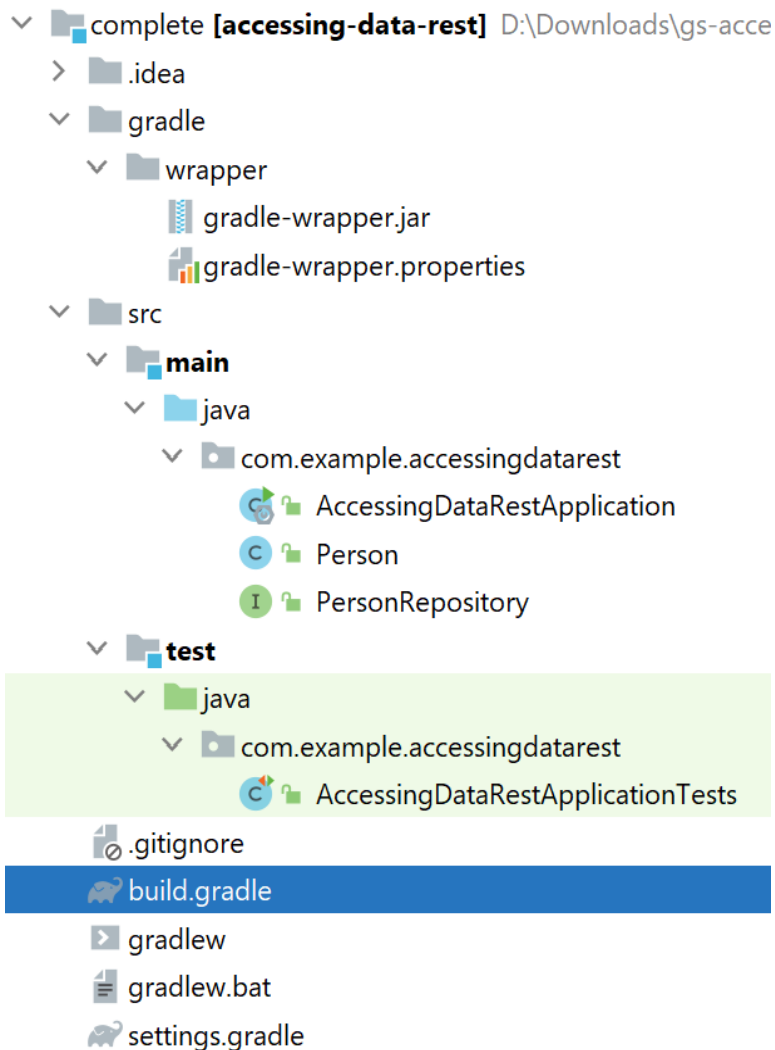 complete [accessing-data-rest] D:\Downloads\gs-acce
.idea
gradle
wrapper
gradle-wrapper.jar
gradle-wrapper.properties
src
main
java
com.example.accessingdatarest
C AccessingDataRestApplication
C Person
I PersonRepository
test
java
com.example.accessingdatarest
C AccessingDataRestApplicationTests
.gitignore
build.gradle
gradlew
gradlew.bat
settings.gradle